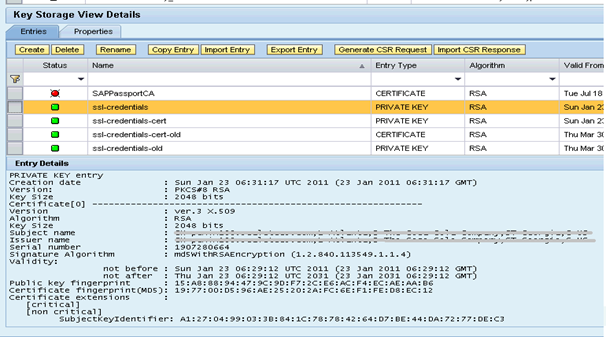 Key Storage View Details
Entries Properties
Create Delete Rename Copy Entry Import Entry Export Entry Generate CSR Request Import CSR Response
Status Name Entry Type Algorithm Valid From
SAPPassportCA CERTIFICATE RSA Tue Jul 18
ssl-credentials PRIVATE KEY RSA Sun Jan 23
ssl-credentials-cert PRIVATE KEY RSA Sun Jan 23
ssl-credentials-cert-old CERTIFICATE RSA Thu Mar 30
ssl-credentials-old PRIVATE KEY RSA Thu Mar 30
Entry Details
PRIVATE KEY entry
Creation date : Sun Jan 23 06:31:17 UTC 2011 (23 Jan 2011 06:31:17 GMT)
Version: : PKCS#8 RSA
Key Size : 2048 bits
Certificate[0] ----------------------------------------------------------
Version : ver.3 X.509
Algorithm : RSA
Key Size : 2048 bits
Subject name :
Issuer name :
Serial number : 1907280664
Signature Algorithm : md5WithRSAEncryption (1.2.840.113549.1.1.4)
Validity:
not before : Sun Jan 23 06:29:12 UTC 2011 (23 Jan 2011 06:29:12 GMT)
not after : Thu Jan 23 06:29:12 UTC 2031 (23 Jan 2031 06:29:12 GMT)
Public key fingerprint : 15:A8:88:94:47:9C:9D:F7:2C:E6:AC:F4:EC:AE:AA:B6
Certificate fingerprint(MD5): 19:77:00:D5:96:AE:25:20:2A:FC:6E:F1:FE:D8:EC:12
Certificate extensions :
[critical]
[non critical]
SubjectKeyIdentifier: A1:27:04:99:03:3B:84:1C:78:78:42:64:D7:BE:44:DA:72:77:DE:C3